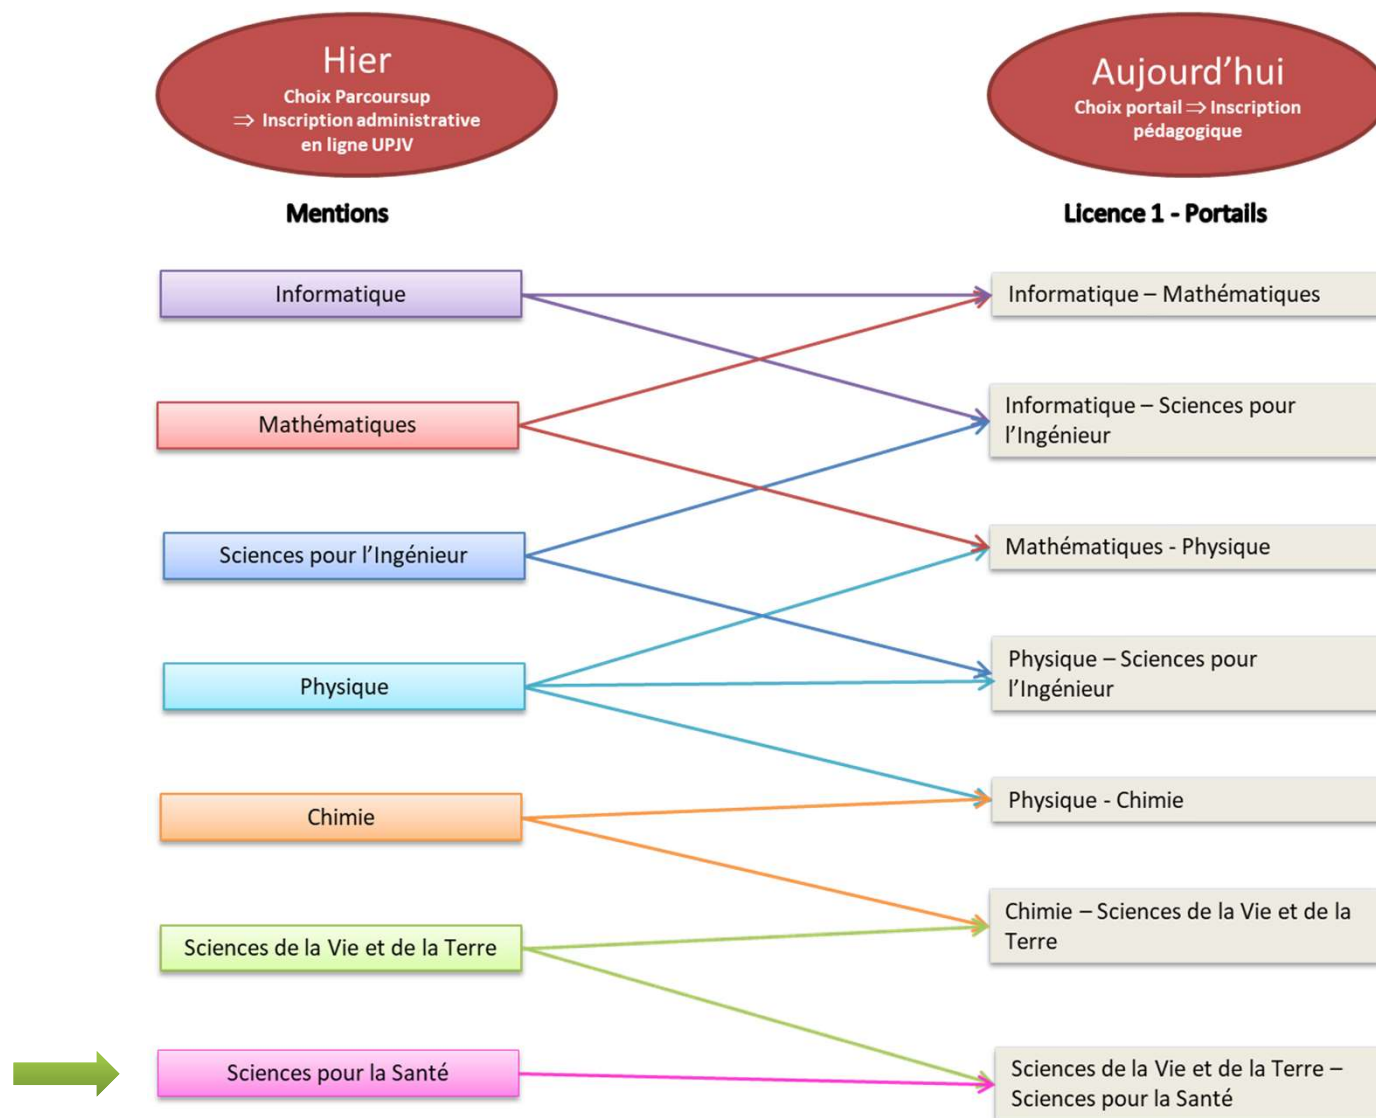 Hier
Choix Parcoursup
⇒ Inscription administrative
en ligne UPJV
Aujourd’hui
Choix portail ⇒ Inscription
pédagogique
Mentions
Licence 1 - Portails
Informatique
Informatique – Mathématiques
Mathématiques
Informatique – Sciences pour
l’Ingénieur
Sciences pour l’Ingénieur
Mathématiques - Physique
Physique
Physique – Sciences pour
l’Ingénieur
Chimie
Physique - Chimie
Sciences de la Vie et de la Terre
Chimie – Sciences de la Vie et de la
Terre
Sciences pour la Santé
Sciences de la Vie et de la Terre –
Sciences pour la Santé